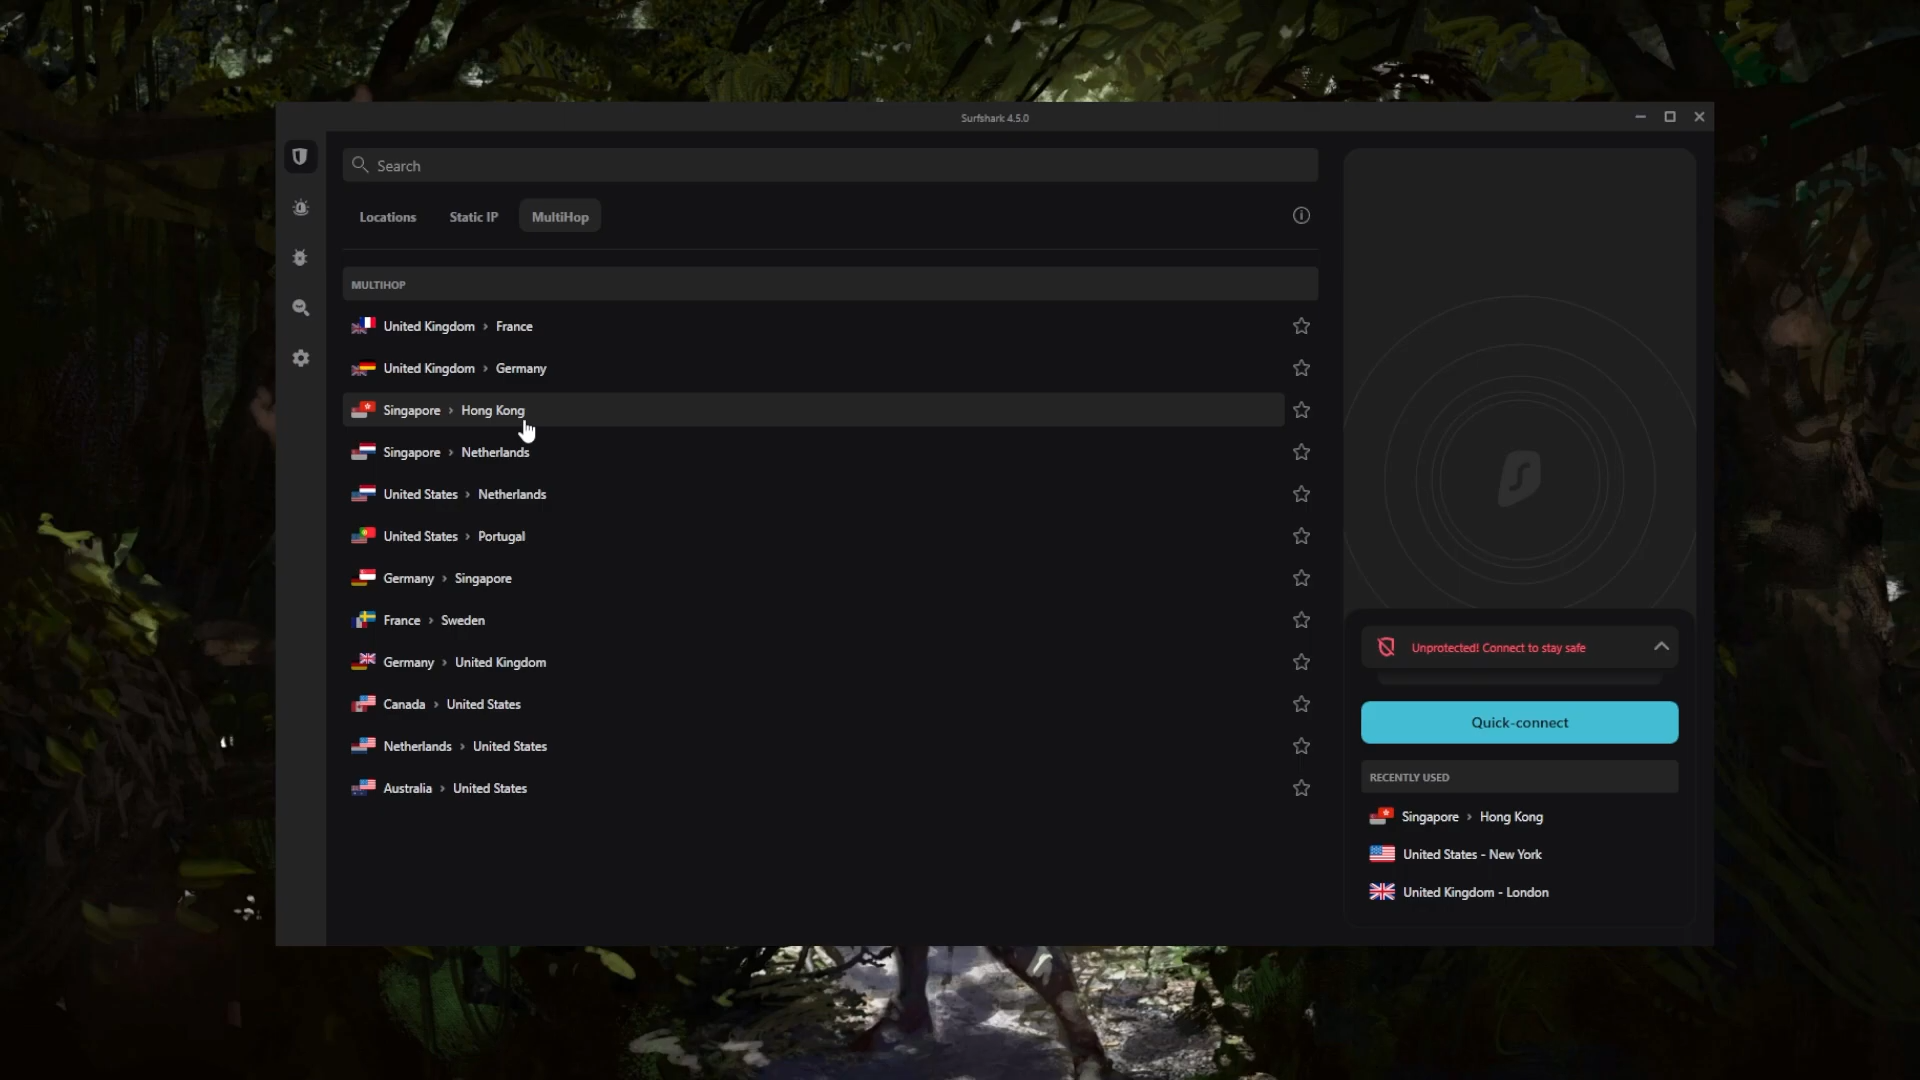 Surfshark 4.5.0
Search
Locations Static IP MultiHop
MULTIHOP
United Kingdom › France
United Kingdom › Germany
Singapore › Hong Kong
Singapore › Netherlands
United States › Netherlands
United States › Portugal
Germany › Singapore
France › Sweden
Germany › United Kingdom
Canada › United States
Netherlands › United States
Australia › United States
Unprotected! Connect to stay safe
Quick-connect
RECENTLY USED
Singapore › Hong Kong
United States - New York
United Kingdom - London